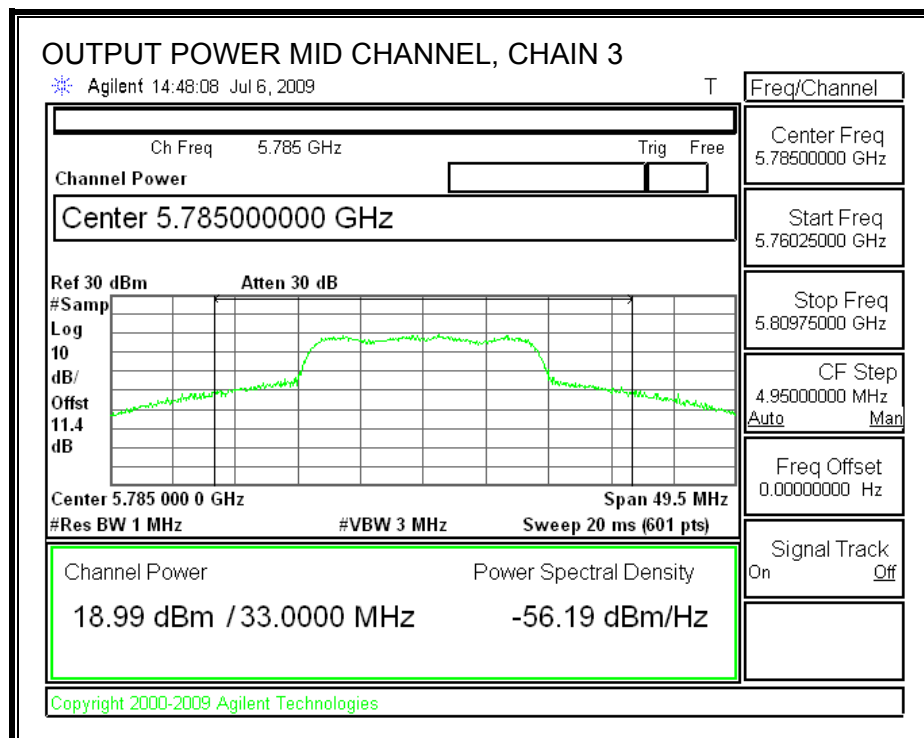 OUTPUT POWER MID CHANNEL, CHAIN 3
Agilent 14:48:08 Jul 6, 2009 T
Freq/Channel
Ch Freq 5.785 GHz Trig Free
Channel Power
Center 5.785000000 GHz
Center Freq
5.78500000 GHz
Start Freq
5.76025000 GHz
Stop Freq
5.80975000 GHz
CF Step
4.95000000 MHz
Auto Man
Freq Offset
0.00000000 Hz
Signal Track
On Off
Ref 30 dBm Atten 30 dB
#Samp
Log
10
dB/
Offst
11.4
dB
Center 5.785 000 0 GHz Span 49.5 MHz
#Res BW 1 MHz #VBW 3 MHz Sweep 20 ms (601 pts)
Channel Power Power Spectral Density
18.99 dBm / 33.0000 MHz -56.19 dBm/Hz
Copyright 2000-2009 Agilent Technologies